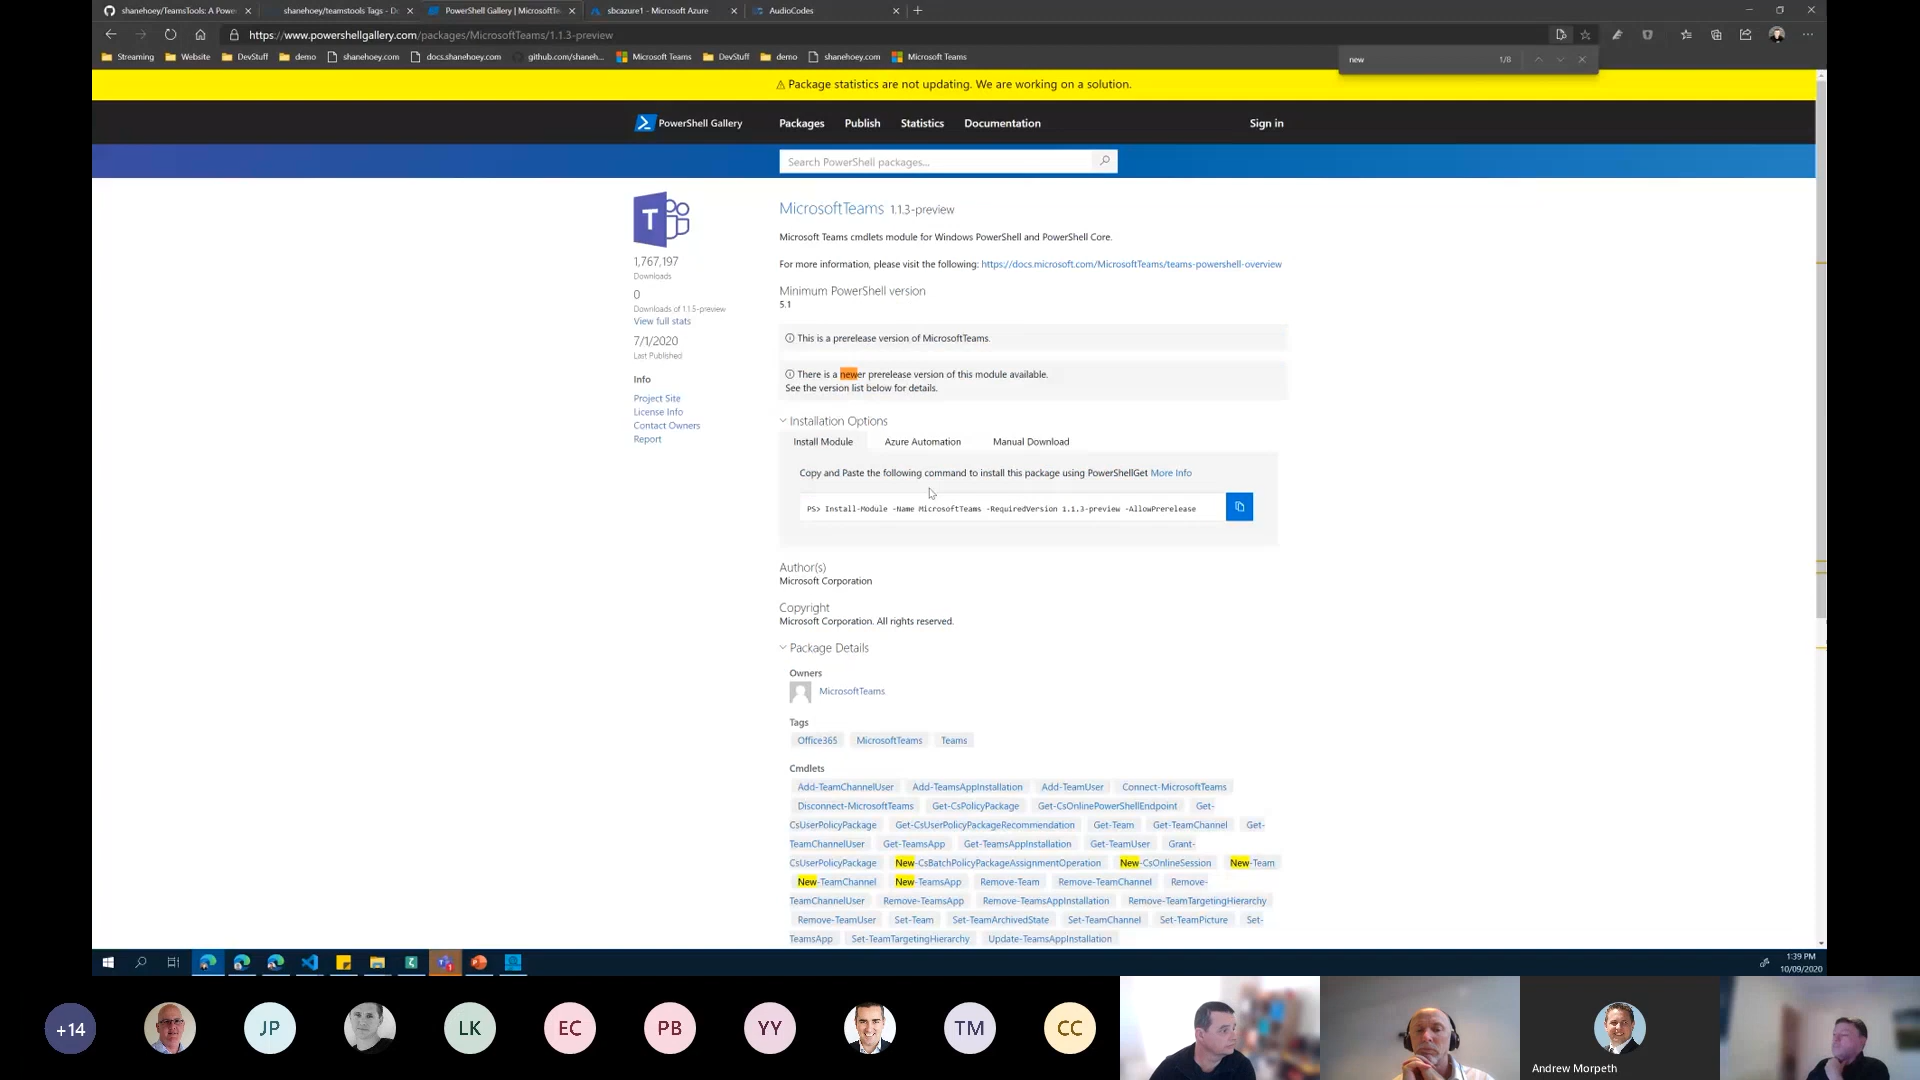 shanehoey/TeamsTools: A Powe
shanehoey/teamstools Tags - D
PowerShell Gallery | MicrosoftTe
sbcazure1 - Microsoft Azure
AudioCodes
https://www.powershellgallery.com/packages/MicrosoftTeams/1.1.3-preview
Streaming
Website
DevStuff
demo
shanehoey.com
docs.shanehoey.com
github.com/shaneh...
Microsoft Teams
DevStuff
demo
shanehoey.com
Microsoft Teams
new
1/8
Package statistics are not updating. We are working on a solution.
PowerShell Gallery
Packages
Publish
Statistics
Documentation
Sign in
Search PowerShell packages...
T
1,767,197
Downloads
0
Downloads of 1.1.5-preview
View full stats
7/1/2020
Last Published
Info
Project Site
License Info
Contact Owners
Report
MicrosoftTeams 1.1.3-preview
Microsoft Teams cmdlets module for Windows PowerShell and PowerShell Core.
For more information, please visit the following: https://docs.microsoft.com/MicrosoftTeams/teams-powershell-overview
Minimum PowerShell version
5.1
This is a prerelease version of MicrosoftTeams.
There is a newer prerelease version of this module available.
See the version list below for details.
Installation Options
Install Module
Azure Automation
Manual Download
Copy and Paste the following command to install this package using PowerShellGet More Info
PS> Install-Module -Name MicrosoftTeams -RequiredVersion 1.1.3-preview -AllowPrerelease
Author(s)
Microsoft Corporation
Copyright
Microsoft Corporation. All rights reserved.
Package Details
Owners
MicrosoftTeams
Tags
Office365 MicrosoftTeams Teams
Cmdlets
Add-TeamChannelUser Add-TeamsAppInstallation Add-TeamUser Connect-MicrosoftTeams
Disconnect-MicrosoftTeams Get-CsPolicyPackage Get-CsOnlinePowerShellEndpoint Get-
CsUserPolicyPackage Get-CsUserPolicyPackageRecommendation Get-Team Get-TeamChannel Get-
TeamChannelUser Get-TeamsApp Get-TeamsAppInstallation Get-TeamUser Grant-
CsUserPolicyPackage New-CsBatchPolicyPackageAssignmentOperation New-CsOnlineSession New-Team
New-TeamChannel New-TeamsApp Remove-Team Remove-TeamChannel Remove-
TeamChannelUser Remove-TeamsApp Remove-TeamsAppInstallation Remove-TeamTargetingHierarchy
Remove-TeamUser Set-Team Set-TeamArchivedState Set-TeamChannel Set-TeamPicture Set-
TeamsApp Set-TeamTargetingHierarchy Update-TeamsAppInstallation
1:39 PM
10/09/2020
+14
JP
LK
EC
PB
YY
TM
CC
Andrew Morpeth